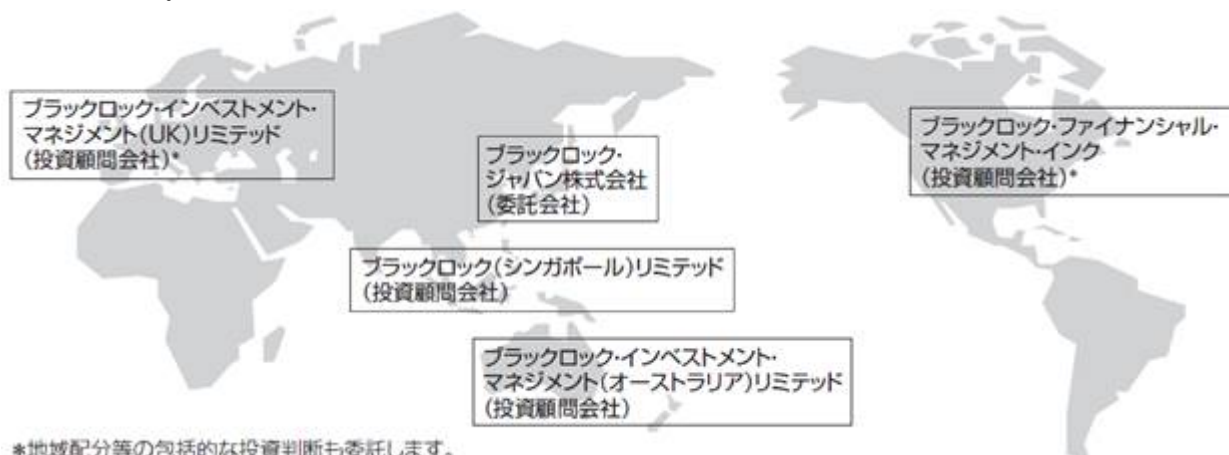 ブラックロック・インベストメント・
マネジメント(UK)リミテッド
(投資顧問会社)*
ブラックロック・
ジャパン株式会社
(委託会社)
ブラックロック・ファイナンシャル・
マネジメント・インク
(投資顧問会社)*
ブラックロック(シンガポール)リミテッド
(投資顧問会社)
ブラックロック・インベストメント・
マネジメント(オーストラリア)リミテッド
(投資顧問会社)
*地域配分等の包括的な投資判断も委託します。